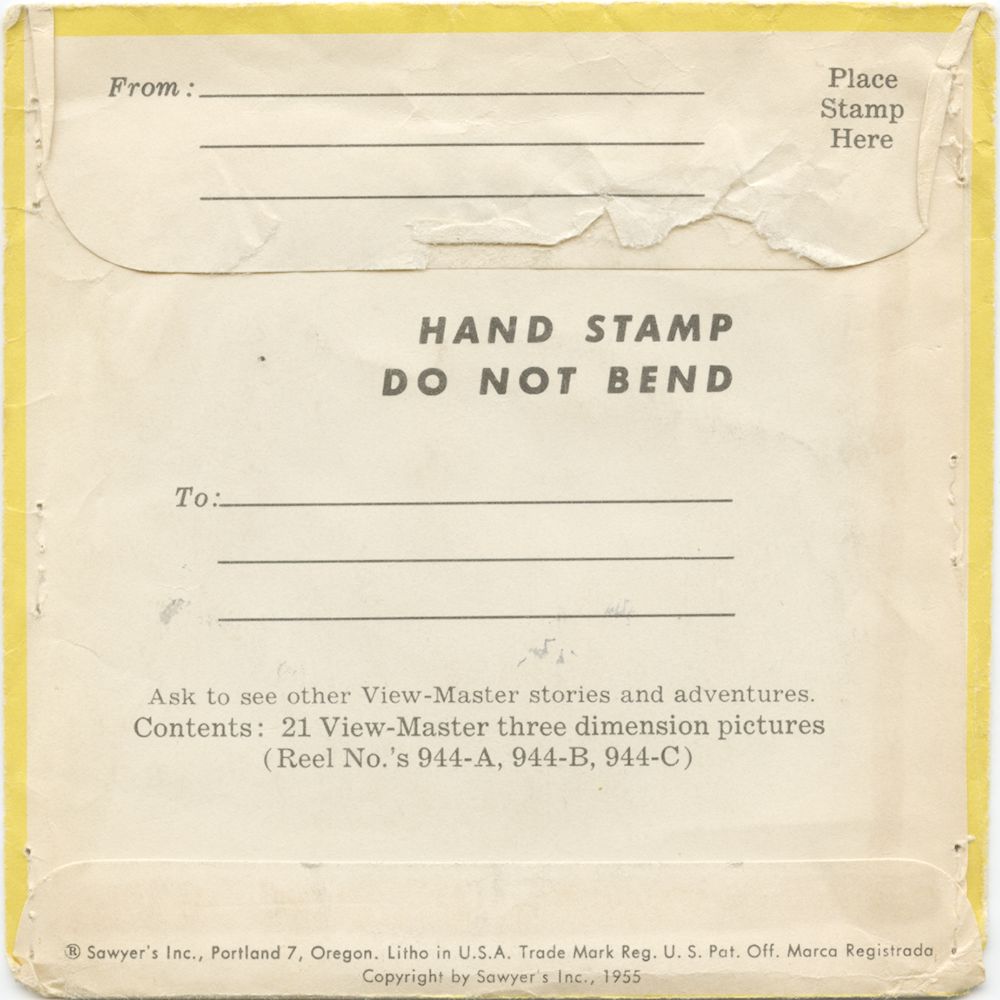 From:
Place
Stamp
Here
HAND STAMP
DO NOT BEND
To:
Ask to see other View-Master stories and adventures.
Contents: 21 View-Master three dimension pictures
(Reel No.'s 944-A, 944-B, 944-C)
® Sawyer's Inc., Portland 7, Oregon. Litho in U.S.A. Trade Mark Reg. U. S. Pat. Off. Marca Registrada
Copyright by Sawyer's Inc., 1955